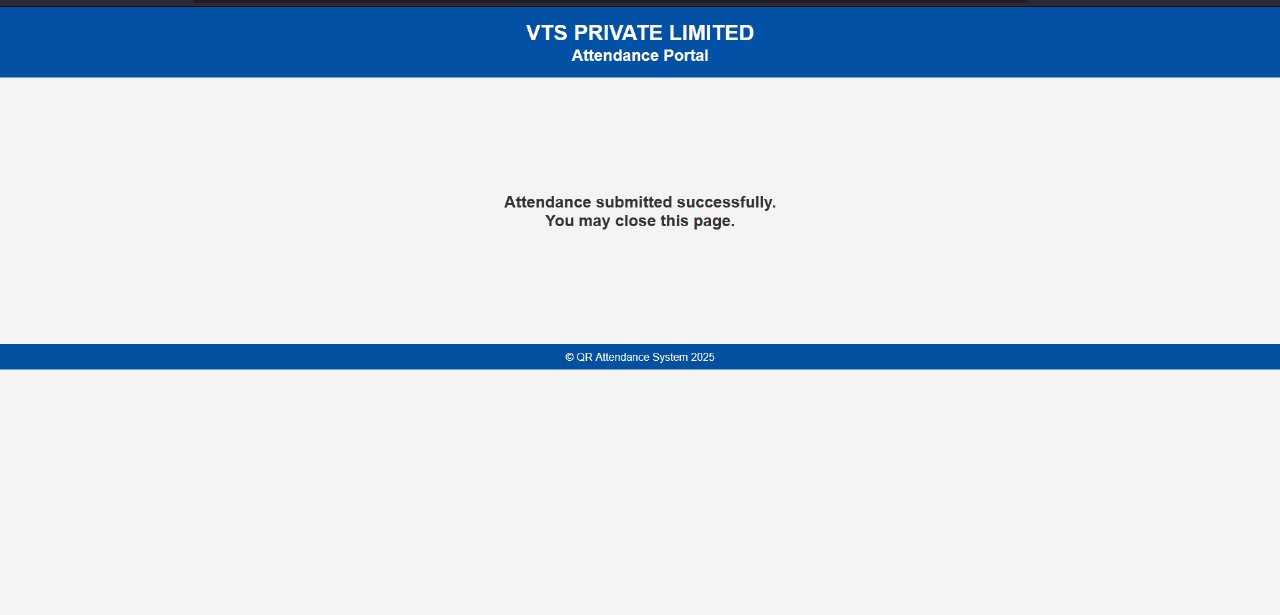 VTS PRIVATE LIMITED
Attendance Portal
Attendance submitted successfully.
You may close this page.
© QR Attendance System 2025